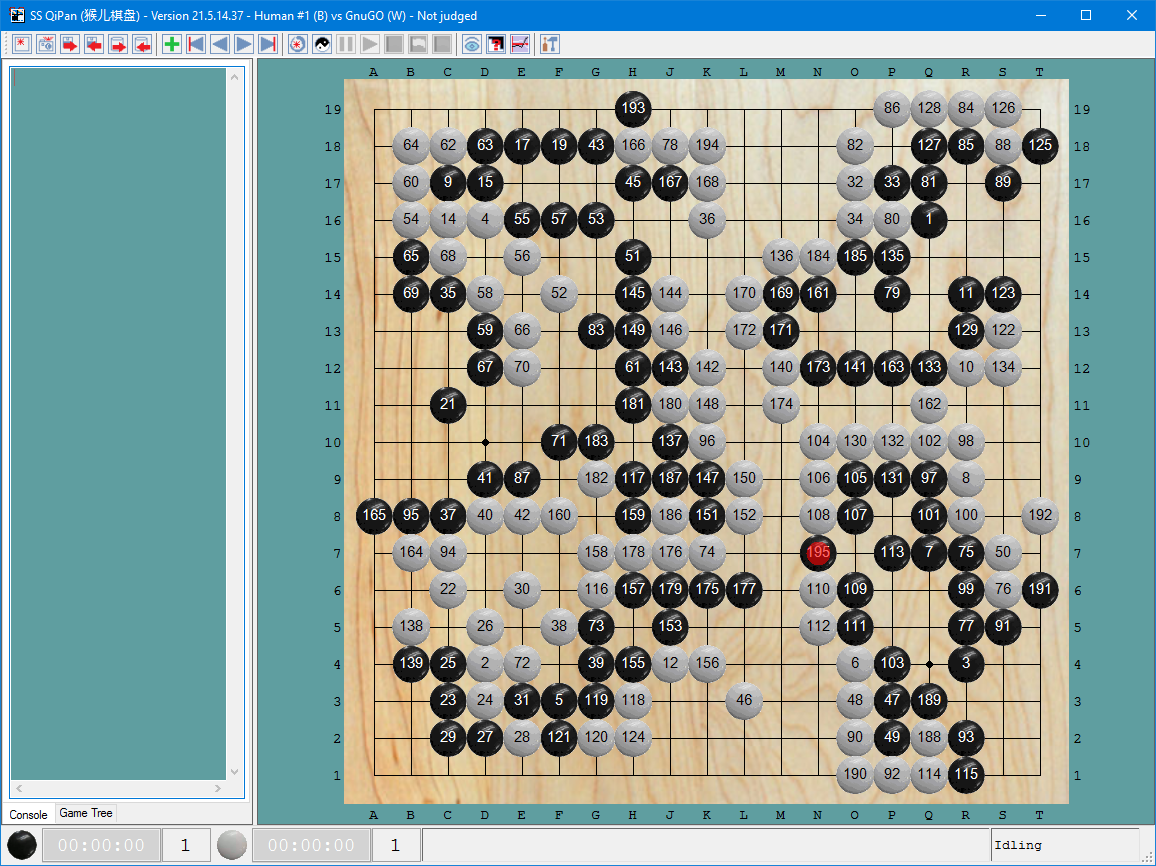 SS QiPan (猴儿棋盘) - Version 21.5.14.37 - Human #1 (B) vs GnuGO (W) - Not judged
A B C D E F G H J K L M N O P Q R S T
19 193 86 128 84 126 19
18 64 62 63 17 19 43 166 78 194 82 127 85 88 125 18
17 60 9 15 45 167 168 32 33 81 89 17
16 54 14 4 55 57 53 36 34 80 1 16
15 65 68 56 51 136 184 185 135 15
14 69 35 58 52 145 144 170 169 161 79 11 123 14
13 59 66 83 149 146 172 171 129 122 13
12 67 70 61 143 142 140 173 141 163 133 10 134 12
11 21 181 180 148 174 162 11
10 71 183 137 96 104 130 132 102 98 10
9 41 87 182 117 187 147 150 106 105 131 97 8 9
8 165 95 37 40 42 160 159 186 151 152 108 107 101 100 192 8
7 164 94 158 178 176 74 195 113 7 75 50 7
6 22 30 116 157 179 175 177 110 109 99 76 191 6
5 138 26 38 73 153 112 111 77 91 5
4 139 25 2 72 39 155 12 156 6 103 3 4
3 23 24 31 5 119 118 46 48 47 189 3
2 29 27 28 121 120 124 90 49 188 93 2
1 190 92 114 115 1
A B C D E F G H J K L M N O P Q R S T
Console Game Tree
00:00:00 1 00:00:00 1 Idling